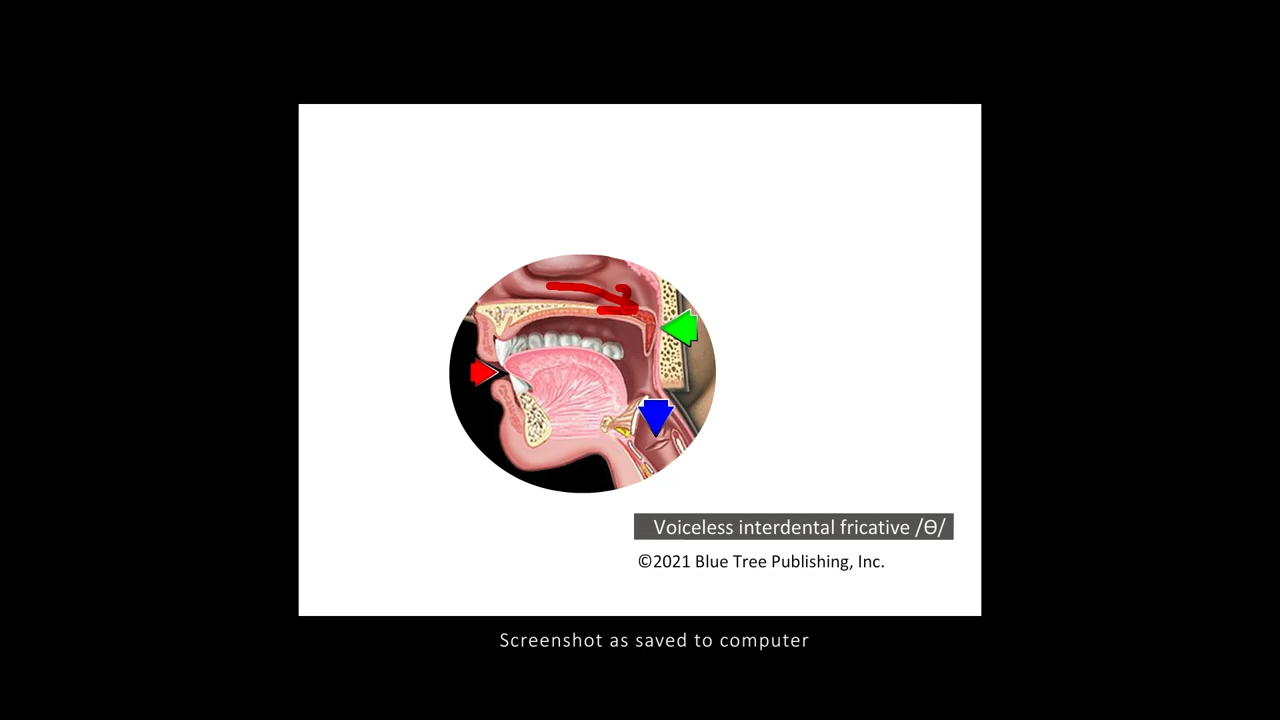 Voiceless interdental fricative /Ɵ/
©2021 Blue Tree Publishing, Inc.
Screenshot as saved to computer